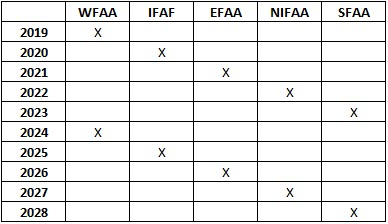 WFAA IFAF EFAA NIFAA SFAA
2019 X
2020 X
2021 X
2022 X
2023 X
2024 X
2025 X
2026 X
2027 X
2028 X